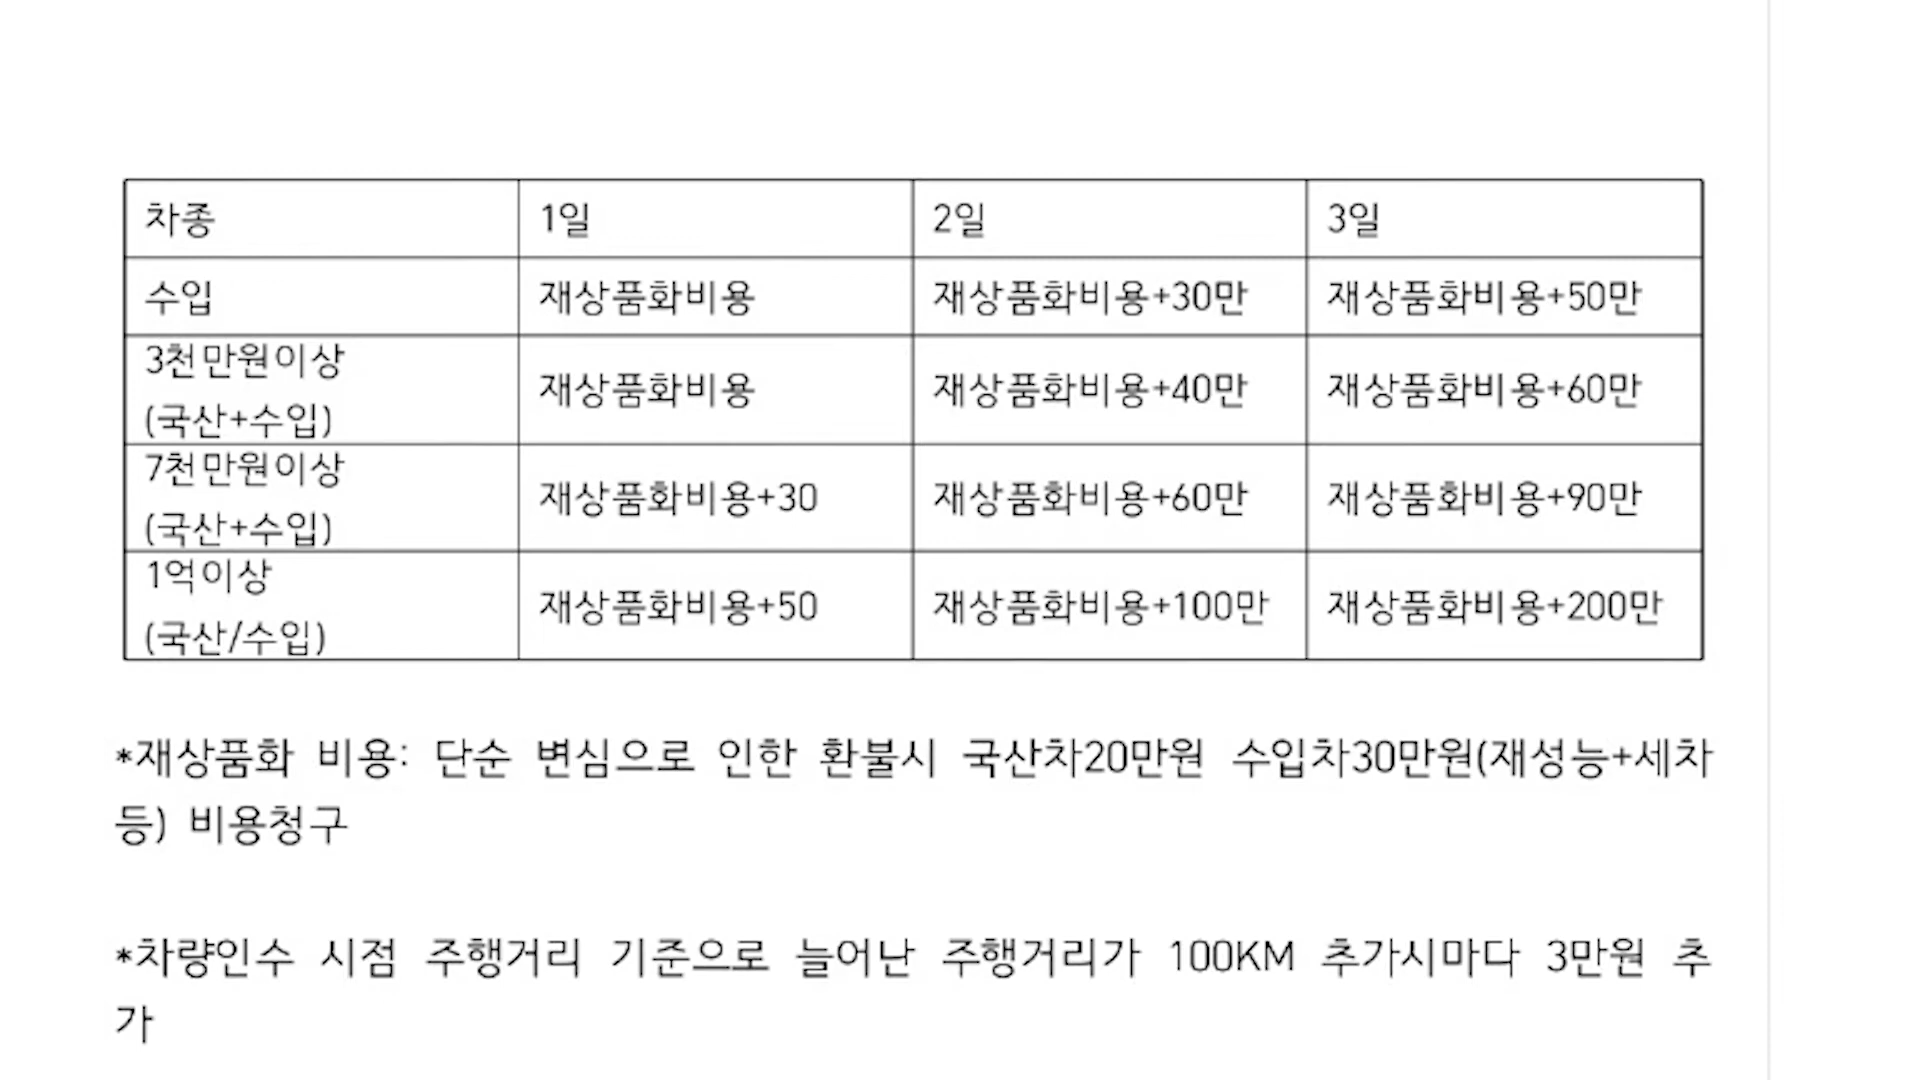 차종 1일 2일 3일
수입 재상품화비용 재상품화비용+30만 재상품화비용+50만
3천만원이상
(국산+수입) 재상품화비용 재상품화비용+40만 재상품화비용+60만
7천만원이상
(국산+수입) 재상품화비용+30 재상품화비용+60만 재상품화비용+90만
1억이상
(국산/수입) 재상품화비용+50 재상품화비용+100만 재상품화비용+200만
*재상품화 비용: 단순 변심으로 인한 환불시 국산차20만원 수입차30만원(재성능+세차
등) 비용청구
*차량인수 시점 주행거리 기준으로 늘어난 주행거리가 100KM 추가시마다 3만원 추
가